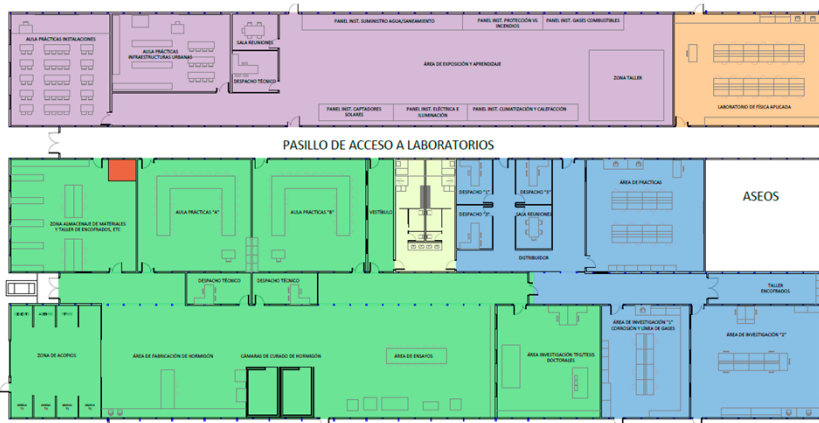 PANEL INST. SUMINISTRO AGUA/SANEAMIENTO
PANEL INST. PROTECCIÓN VS
INCENDIOS
PANEL INST. GASES COMBUSTIBLES
AULA PRÁCTICAS INSTALACIONES
AULA PRÁCTICAS
INFRAESTRUCTURAS URBANAS
SALA REUNIONES
DESPACHO TÉCNICO
ÁREA DE EXPOSICIÓN Y APRENDIZAJE
ZONA TALLER
LABORATORIO DE FÍSICA APLICADA
PANEL INST. CAPTADORES
SOLARES
PANEL INST. ELÉCTRICA E
ILUMINACIÓN
PANEL INST. CLIMATIZACIÓN Y CALEFACCIÓN
PASILLO DE ACCESO A LABORATORIOS
ZONA ALMACENAJE DE MATERIALES
Y TALLER DE ENCOFRADOS, ETC
AULA PRÁCTICAS "A"
AULA PRÁCTICAS "B"
VESTÍBULO
DESPACHO "1"
DESPACHO "3"
DESPACHO "2"
SALA REUNIONES
DISTRIBUIDOR
ÁREA DE PRÁCTICAS
ASEOS
DESPACHO TÉCNICO
DESPACHO TÉCNICO
TALLER
ENCOFRADOS
ZONA DE ACOPIOS
ÁREA DE FABRICACIÓN DE HORMIGÓN
CÁMARAS DE CURADO DE HORMIGÓN
ÁREA DE ENSAYOS
ÁREA INVESTIGACIÓN TFG/TESIS
DOCTORALES
ÁREA DE INVESTIGACIÓN "1"
CORROSIÓN Y LÍNEA DE GASES
ÁREA DE INVESTIGACIÓN "2"